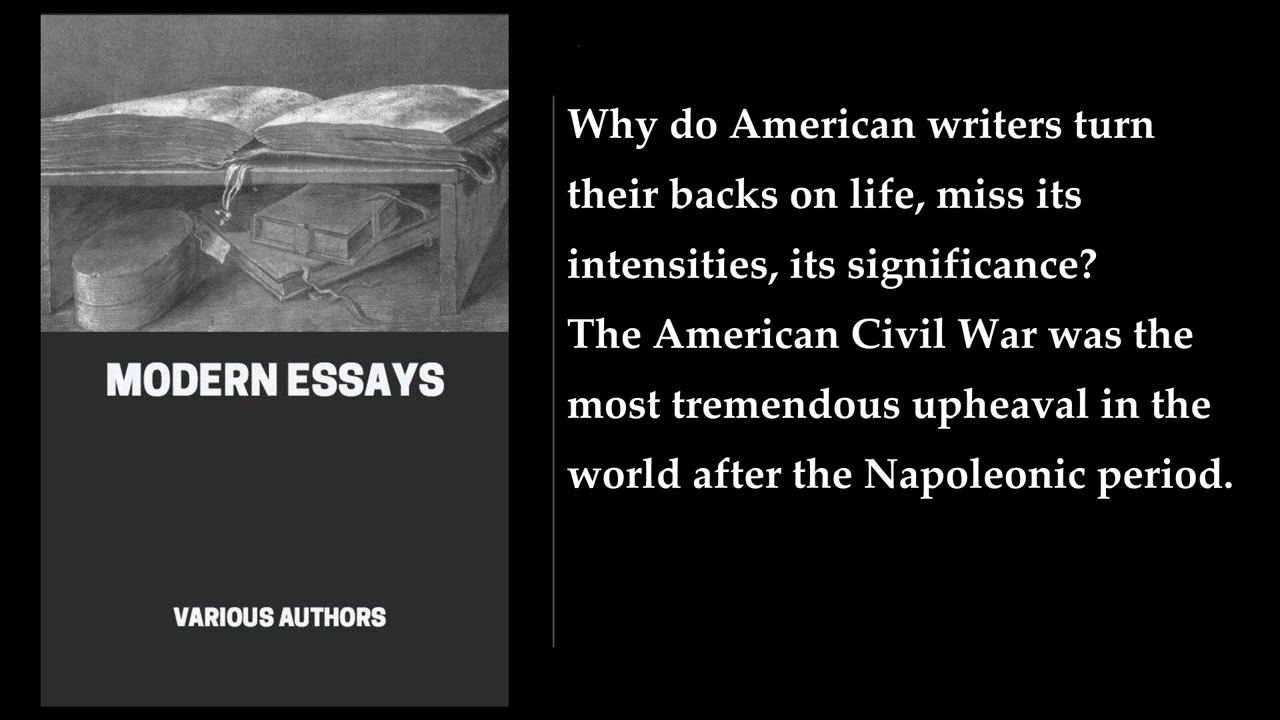 MODERN ESSAYS
VARIOUS AUTHORS
Why do American writers turn
their backs on life, miss its
intensities, its significance?
The American Civil War was the
most tremendous upheaval in the
world after the Napoleonic period.